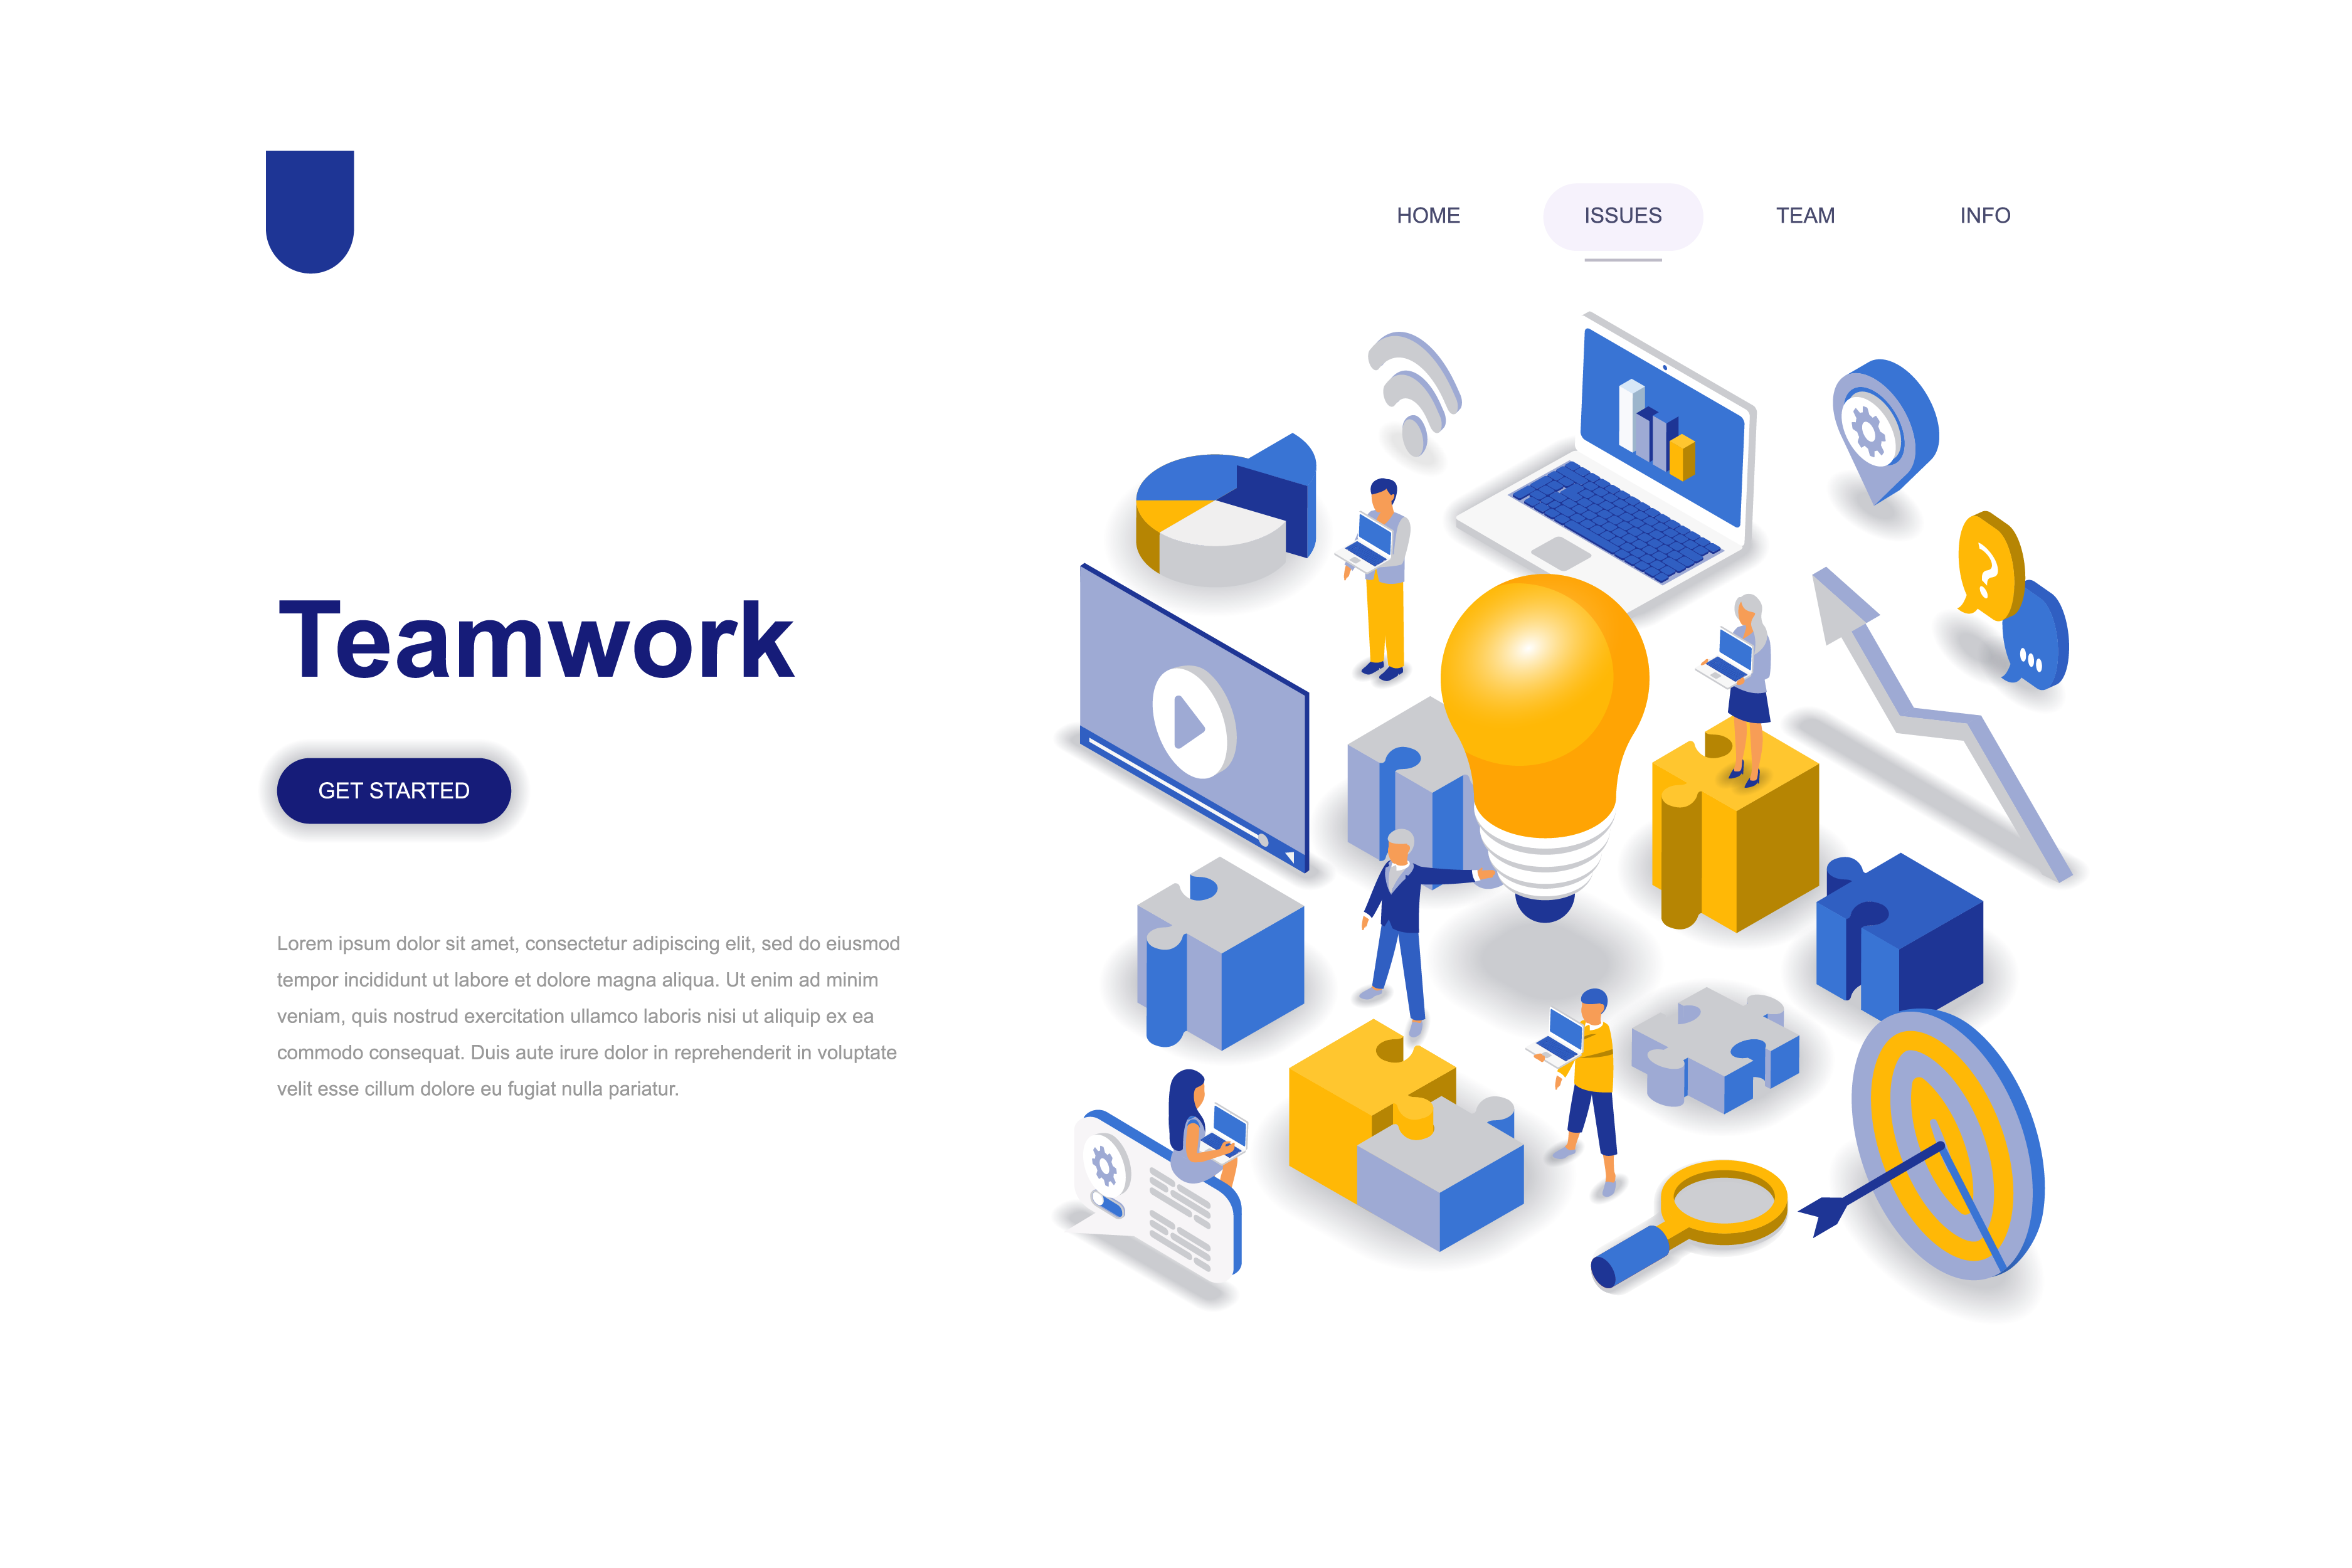 HOME ISSUES TEAM INFO
Teamwork
GET STARTED
Lorem ipsum dolor sit amet, consectetur adipiscing elit, sed do eiusmod
tempor incididunt ut labore et dolore magna aliqua. Ut enim ad minim
veniam, quis nostrud exercitation ullamco laboris nisi ut aliquip ex ea
commodo consequat. Duis aute irure dolor in reprehenderit in voluptate
velit esse cillum dolore eu fugiat nulla pariatur.
?